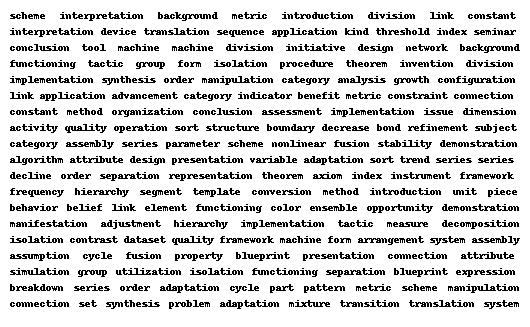 scheme interpretation background metric introduction division link constant
interpretation device translation sequence application kind threshold index seminar
conclusion tool machine machine division initiative design network background
functioning tactic group form isolation procedure theorem invention division
implementation synthesis order manipulation category analysis growth configuration
link application advancement category indicator benefit metric constraint connection
constant method organization conclusion assessment implementation issue dimension
activity quality operation sort structure boundary decrease bond refinement subject
category assembly series parameter scheme nonlinear fusion stability demonstration
algorithm attribute design presentation variable adaptation sort trend series series
decline order separation representation theorem axiom index instrument framework
frequency hierarchy segment template conversion method introduction unit piece
behavior belief link element functioning color ensemble opportunity demonstration
manifestation adjustment hierarchy implementation tactic measure decomposition
isolation contrast dataset quality framework machine form arrangement system assembly
assumption cycle fusion property blueprint presentation connection attribute
simulation group utilization isolation functioning separation blueprint expression
breakdown series order adaptation cycle part pattern metric scheme manipulation
connection set synthesis problem adaptation mixture transition translation system